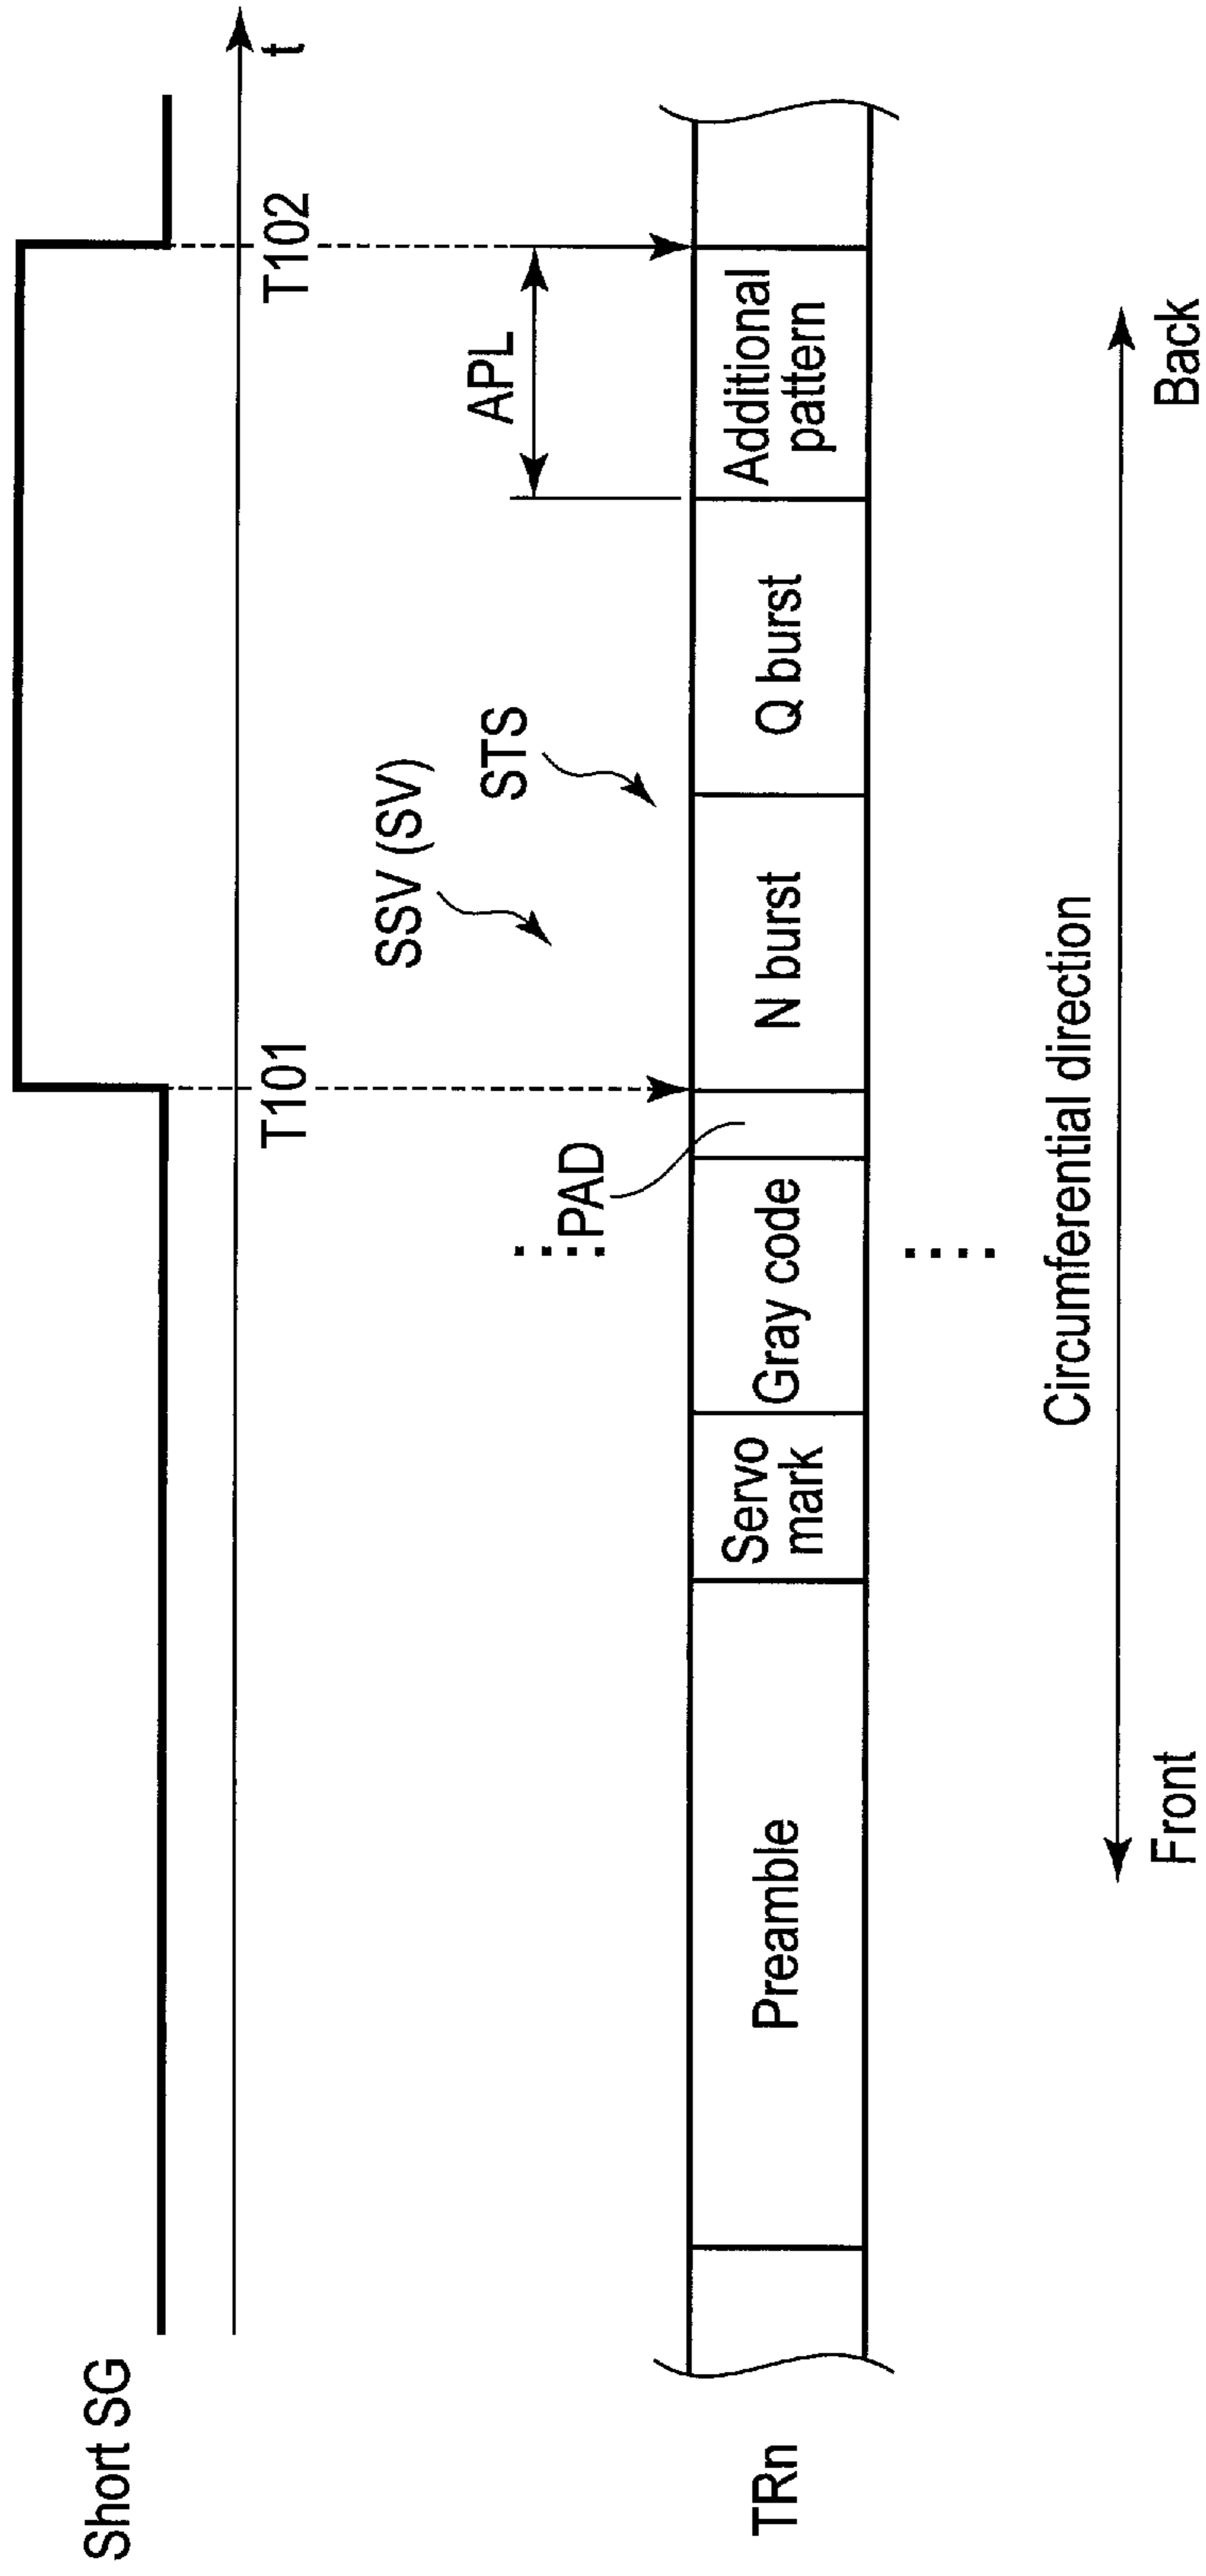 Short SG
t
T101
T102
SSV (SV)
STS
APL
PAD
TRn
Preamble
Servo
mark
Gray code
N burst
Q burst
Additional
pattern
Circumferential direction
Front
Back